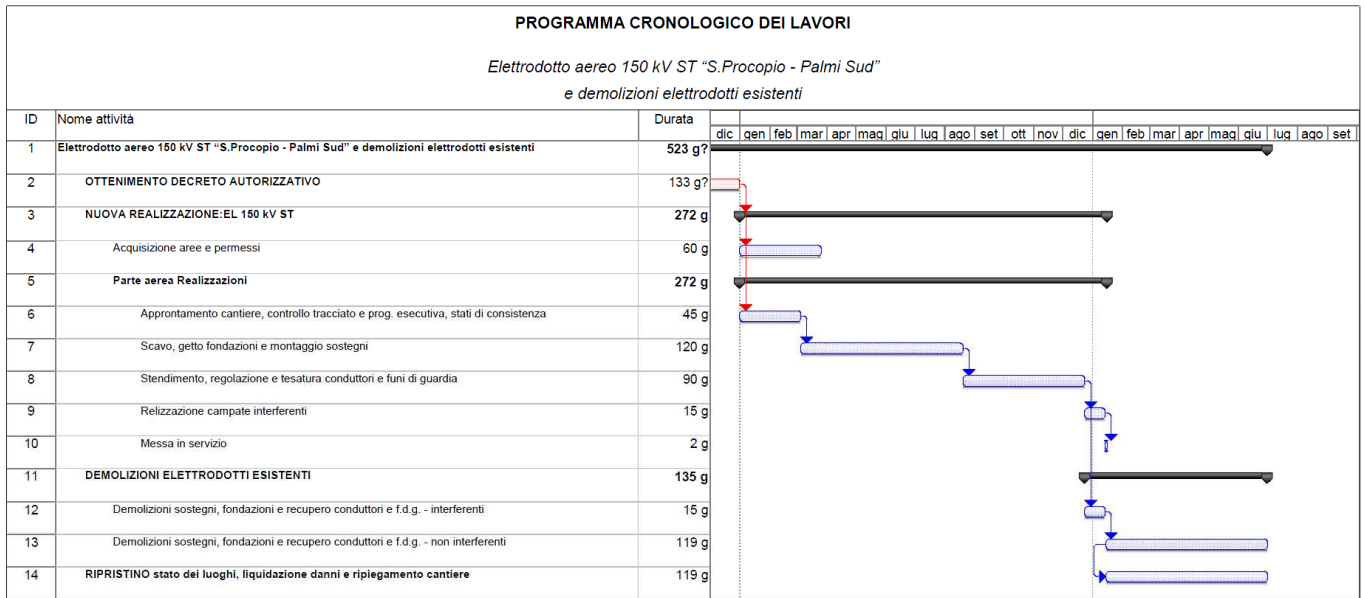 PROGRAMMA CRONOLOGICO DEI LAVORI
Elettrodotto aereo 150 kV ST “S.Procopio - Palmi Sud”
e demolizioni elettrodotti esistenti
ID Nome attività Durata
dic gen feb mar apr mag giu lug ago set ott nov dic gen feb mar apr mag giu lug ago set
1 Elettrodotto aereo 150 kV ST “S.Procopio - Palmi Sud” e demolizioni elettrodotti esistenti 523 g?
2 OTTENIMENTO DECRETO AUTORIZZATIVO 133 g?
3 NUOVA REALIZZAZIONE:EL 150 kV ST 272 g
4 Acquisizione aree e permessi 60 g
5 Parte aerea Realizzazioni 272 g
6 Approntamento cantiere, controllo tracciato e prog. esecutiva, stati di consistenza 45 g
7 Scavo, getto fondazioni e montaggio sostegni 120 g
8 Stendimento, regolazione e tesatura conduttori e funi di guardia 90 g
9 Relizzazione campate interferenti 15 g
10 Messa in servizio 2 g
11 DEMOLIZIONI ELETTRODOTTI ESISTENTI 135 g
12 Demolizioni sostegni, fondazioni e recupero conduttori e f.d.g. - interferenti 15 g
13 Demolizioni sostegni, fondazioni e recupero conduttori e f.d.g. - non interferenti 119 g
14 RIPRISTINO stato dei luoghi, liquidazione danni e ripiegamento cantiere 119 g